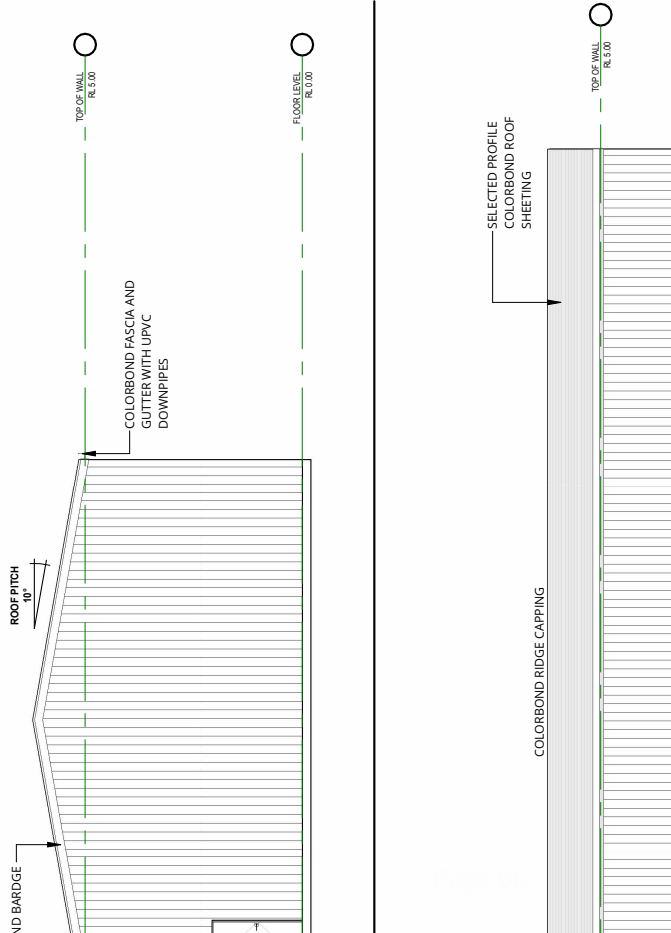 TOP OF WALL
RL 5.00
FLOOR LEVEL
RL 0.00
COLORBOND FASCIA AND
GUTTER WITH UPVC
DOWNPIPES
ROOF PITCH
10°
ND BARDGE
TOP OF WALL
RL 5.00
SELECTED PROFILE
COLORBOND ROOF
SHEETING
COLORBOND RIDGE CAPPING